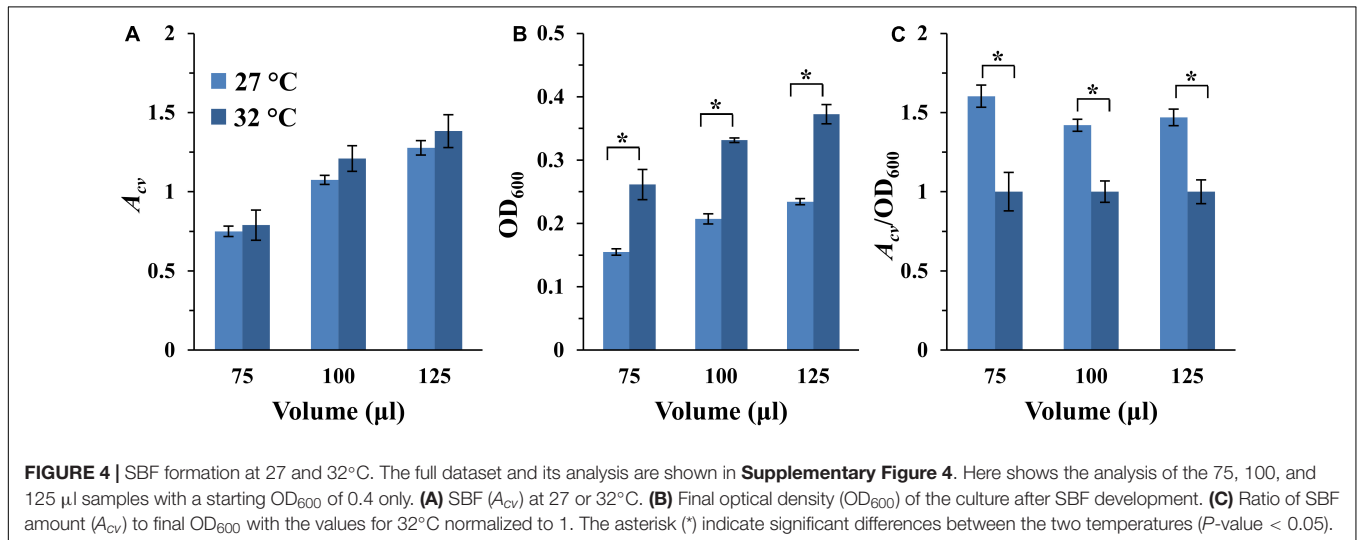 A
2
1.5
1
0.5
0
A_cv
27 °C
32 °C
75
100
125
Volume (µl)
B
0.5
0.4
0.3
0.2
0.1
0
OD₆₀₀
*
*
*
75
100
125
Volume (µl)
C
2
1.5
1
0.5
0
A_cv/OD₆₀₀
*
*
*
75
100
125
Volume (µl)
FIGURE 4 | SBF formation at 27 and 32°C. The full dataset and its analysis are shown in Supplementary Figure 4. Here shows the analysis of the 75, 100, and
125 µl samples with a starting OD₆₀₀ of 0.4 only. (A) SBF (A_cv) at 27 or 32°C. (B) Final optical density (OD₆₀₀) of the culture after SBF development. (C) Ratio of SBF
amount (A_cv) to final OD₆₀₀ with the values for 32°C normalized to 1. The asterisk (*) indicate significant differences between the two temperatures (P-value < 0.05).